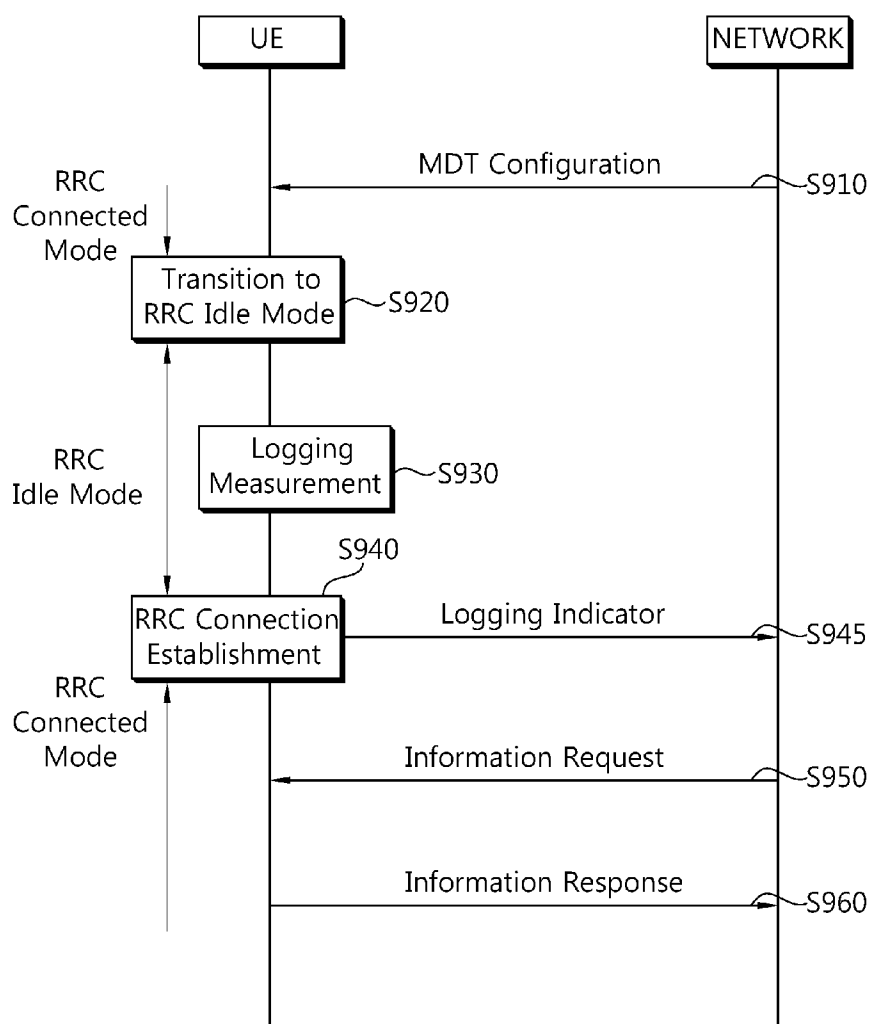 UE
NETWORK
MDT Configuration
S910
RRC
Connected
Mode
Transition to
RRC Idle Mode
S920
RRC
Idle Mode
Logging
Measurement
S930
S940
RRC Connection
Establishment
Logging Indicator
S945
RRC
Connected
Mode
Information Request
S950
Information Response
S960